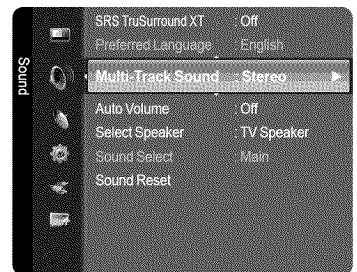 Sound
SRS TruSurround XT : Off
Preferred Language : English
Multi-Track Sound : Stereo
Auto Volume : Off
Select Speaker : TV Speaker
Sound Select : Main
Sound Reset